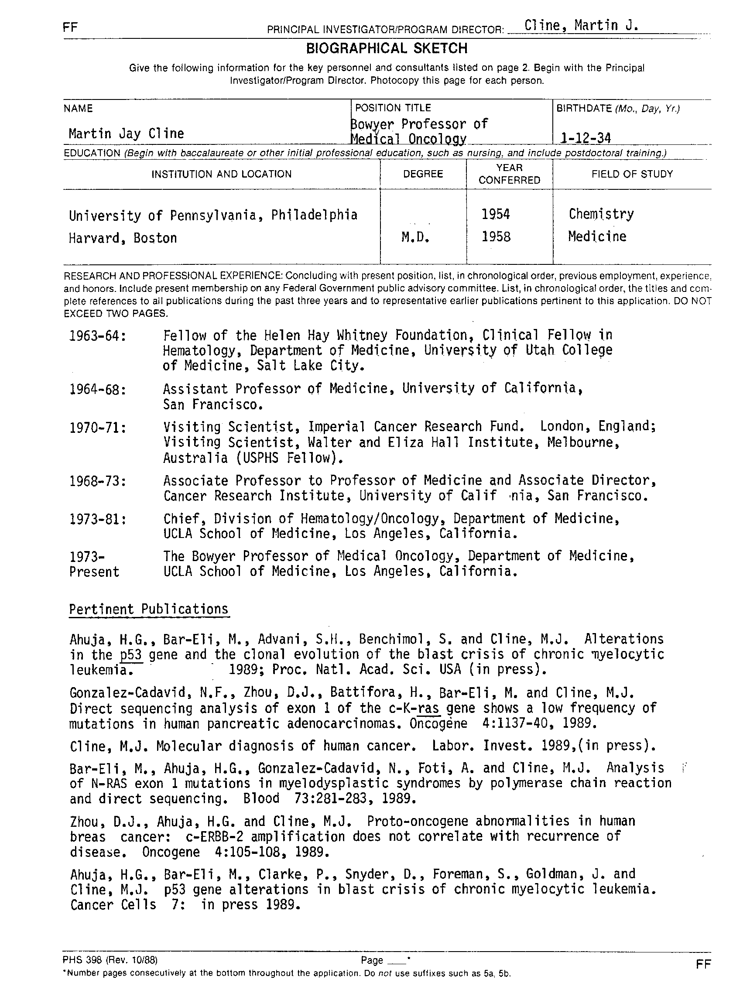 FF
PRINCIPAL INVESTIGATOR/PROGRAM DIRECTOR: Cline, Martin J.
BIOGRAPHICAL SKETCH
Give the following information for the key personnel and consultants listed on page 2. Begin with the Principal
Investigator/Program Director. Photocopy this page for each person.
NAME POSITION TITLE BIRTHDATE (Mo., Day, Yr.)
Martin Jay Cline Bowyer Professor of
Medical Oncology 1-12-34
EDUCATION (Begin with baccalaureate or other initial professional education, such as nursing, and include postdoctoral training.)
INSTITUTION AND LOCATION DEGREE YEAR CONFERRED FIELD OF STUDY
University of Pennsylvania, Philadelphia 1954 Chemistry
Harvard, Boston M.D. 1958 Medicine
RESEARCH AND PROFESSIONAL EXPERIENCE: Concluding with present position, list, in chronological order, previous employment, experience,
and honors. Include present membership on any Federal Government public advisory committee. List, in chronological order, the titles and com-
plete references to all publications during the past three years and to representative earlier publications pertinent to this application. DO NOT
EXCEED TWO PAGES.
1963-64: Fellow of the Helen Hay Whitney Foundation, Clinical Fellow in
Hematology, Department of Medicine, University of Utah College
of Medicine, Salt Lake City.
1964-68: Assistant Professor of Medicine, University of California,
San Francisco.
1970-71: Visiting Scientist, Imperial Cancer Research Fund. London, England;
Visiting Scientist, Walter and Eliza Hall Institute, Melbourne,
Australia (USPHS Fellow).
1968-73: Associate Professor to Professor of Medicine and Associate Director,
Cancer Research Institute, University of Calif nia, San Francisco.
1973-81: Chief, Division of Hematology/Oncology, Department of Medicine,
UCLA School of Medicine, Los Angeles, California.
1973- The Bowyer Professor of Medical Oncology, Department of Medicine,
Present UCLA School of Medicine, Los Angeles, California.
Pertinent Publications
Ahuja, H.G., Bar-Eli, M., Advani, S.H., Benchimol, S. and Cline, M.J. Alterations
in the p53 gene and the clonal evolution of the blast crisis of chronic myelocytic
leukemia. 1989; Proc. Natl. Acad. Sci. USA (in press).
Gonzalez-Cadavid, N.F., Zhou, D.J., Battifora, H., Bar-Eli, M. and Cline, M.J.
Direct sequencing analysis of exon 1 of the c-K-ras gene shows a low frequency of
mutations in human pancreatic adenocarcinomas. Oncogene 4:1137-40, 1989.
Cline, M.J. Molecular diagnosis of human cancer. Labor. Invest. 1989,(in press).
Bar-Eli, M., Ahuja, H.G., Gonzalez-Cadavid, N., Foti, A. and Cline, M.J. Analysis
of N-RAS exon 1 mutations in myelodysplastic syndromes by polymerase chain reaction
and direct sequencing. Blood 73:281-283, 1989.
Zhou, D.J., Ahuja, H.G. and Cline, M.J. Proto-oncogene abnormalities in human
breas cancer: c-ERBB-2 amplification does not correlate with recurrence of
disease. Oncogene 4:105-108, 1989.
Ahuja, H.G., Bar-Eli, M., Clarke, P., Snyder, D., Foreman, S., Goldman, J. and
Cline, M.J. p53 gene alterations in blast crisis of chronic myelocytic leukemia.
Cancer Cells 7: in press 1989.
PHS 398 (Rev. 10/88) Page ___*
FF
*Number pages consecutively at the bottom throughout the application. Do not use suffixes such as 5a, 5b.